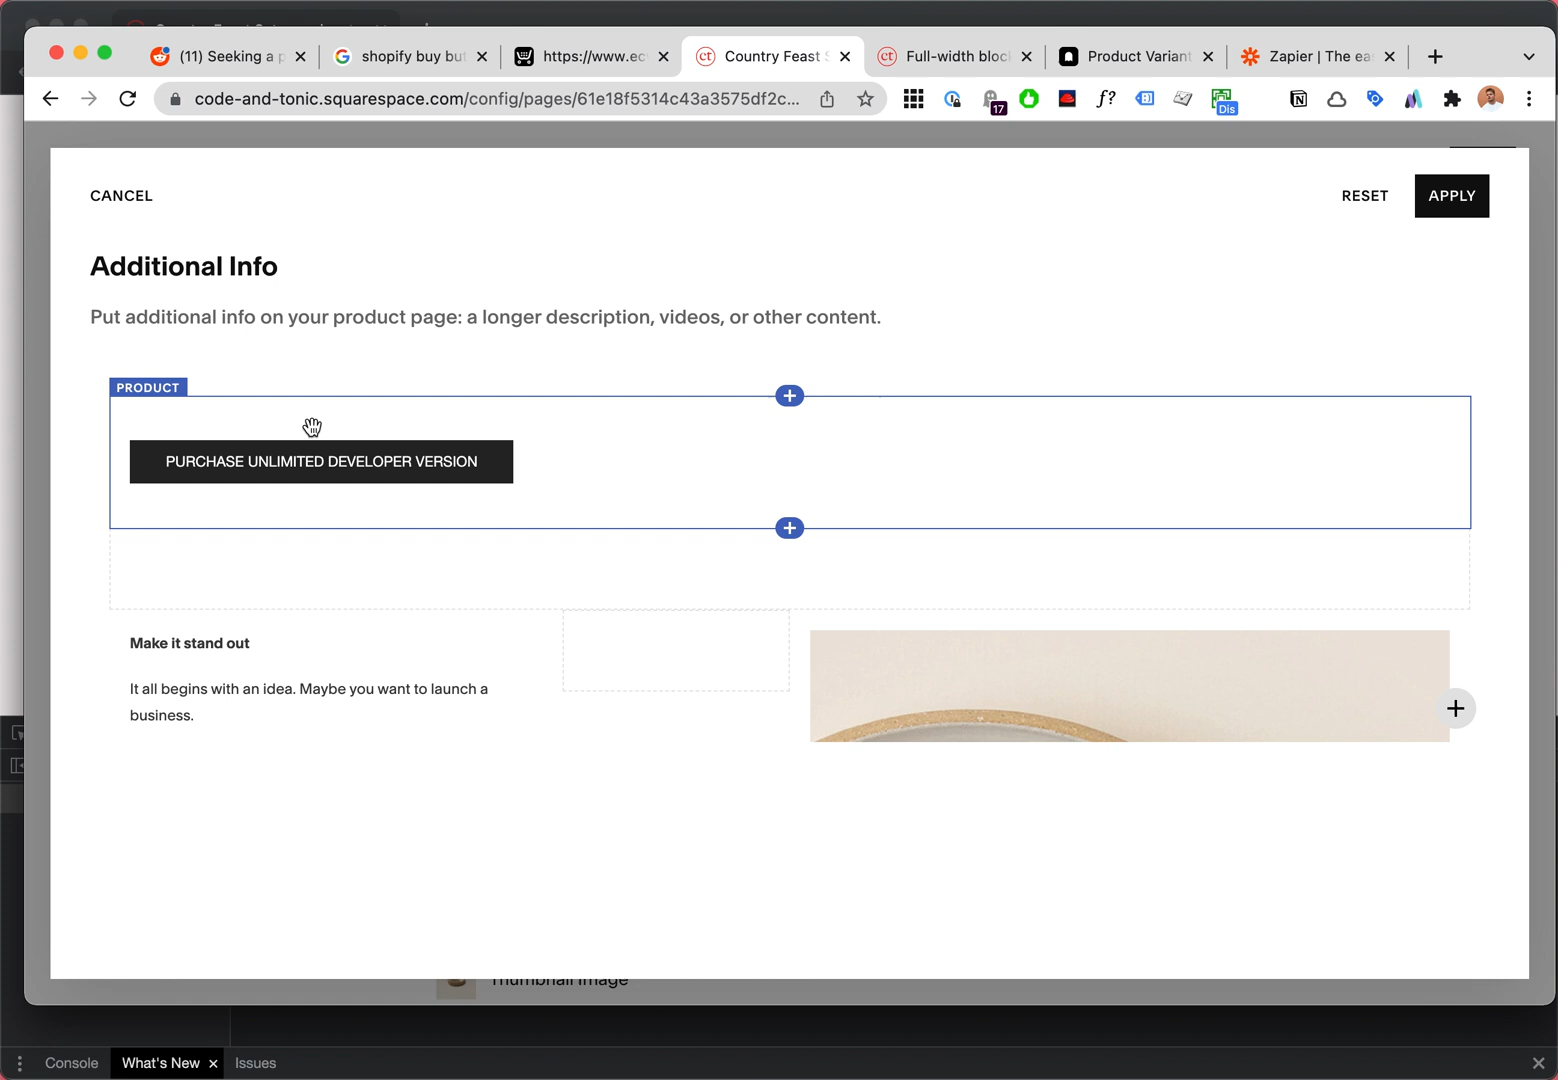 (11) Seeking a p
shopify buy but
https://www.ec
Country Feast S
Full-width bloc
Product Variant
Zapier | The ea
code-and-tonic.squarespace.com/config/pages/61e18f5314c43a3575df2c...
17
f?
Dis
CANCEL
RESET
APPLY
Additional Info
Put additional info on your product page: a longer description, videos, or other content.
PRODUCT
PURCHASE UNLIMITED DEVELOPER VERSION
Make it stand out
It all begins with an idea. Maybe you want to launch a
business.
Thumbnail Image
Console
What's New
Issues